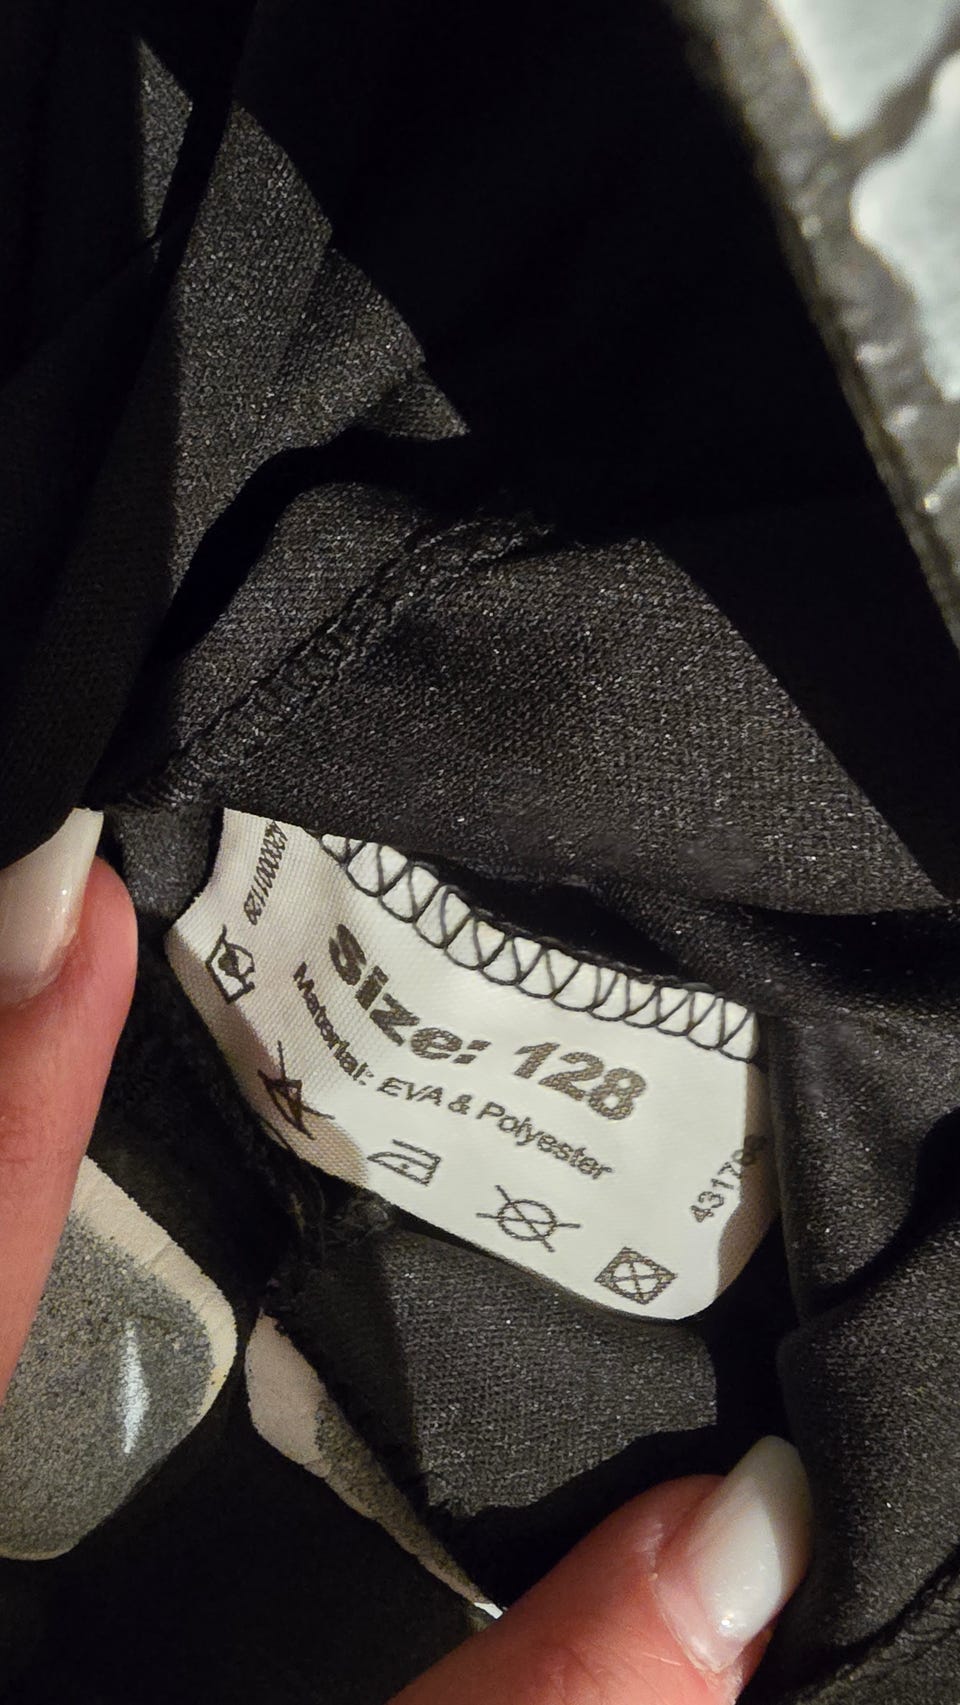 size: 128
Material: EVA & Polyester